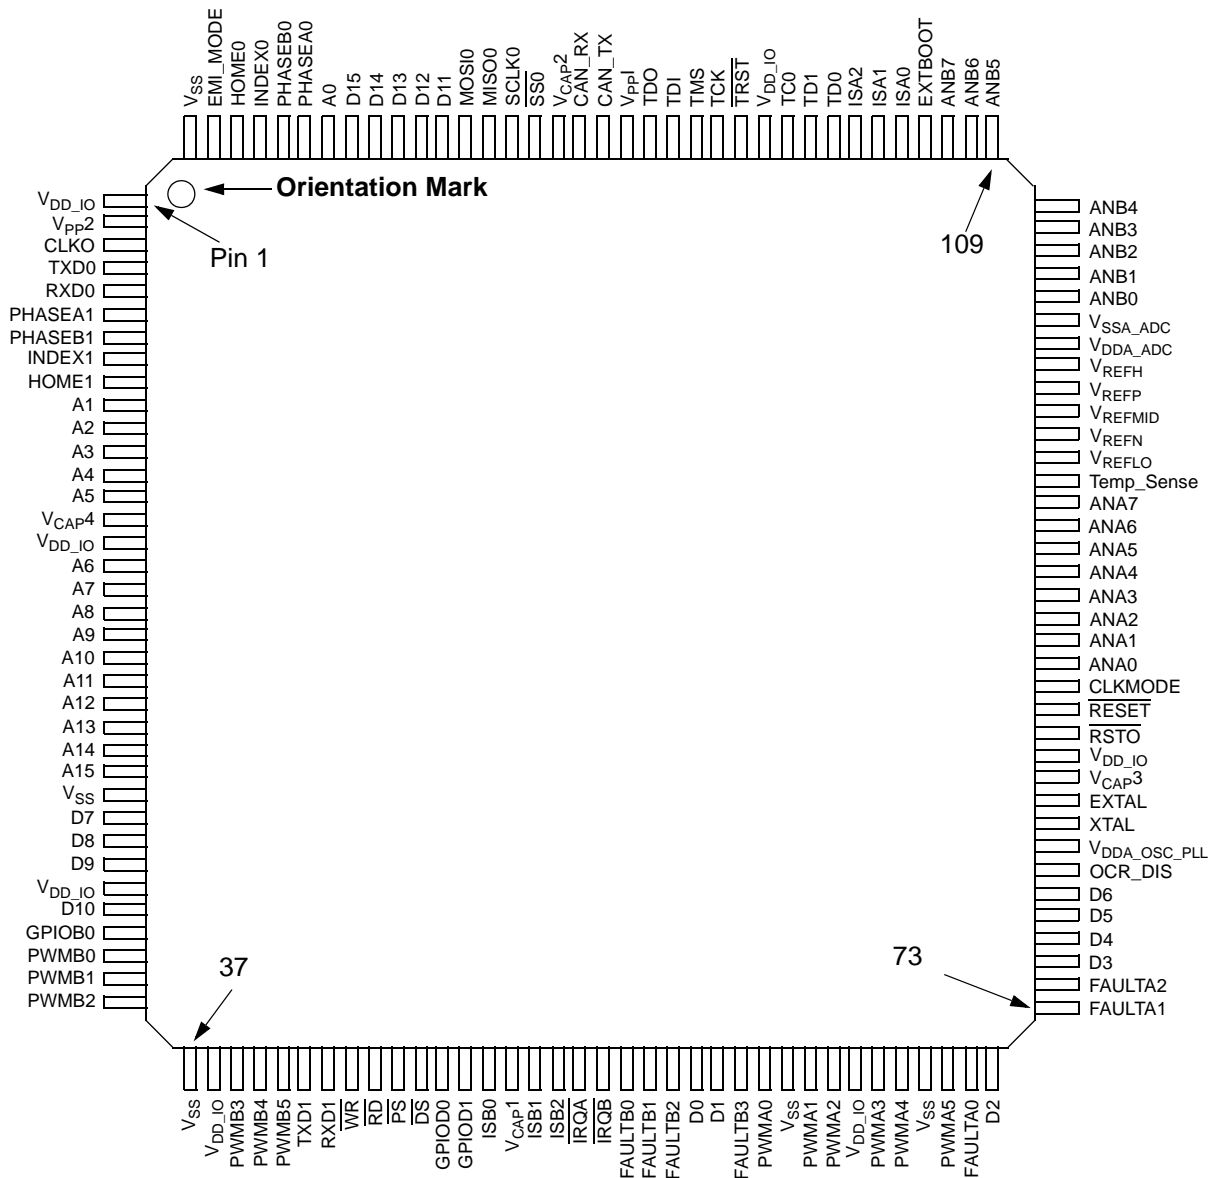 VSS
EMI_MODE
HOME0
INDEX0
PHASEB0
PHASEA0
A0
D15
D14
D13
D12
D11
MOSI0
MISO0
SCLK0
SS0
VCAP2
CAN_RX
CAN_TX
VPP1
TDO
TDI
TMS
TCK
TRST
VDD_IO
TC0
TD1
TD0
ISA2
ISA1
ISA0
EXTBOOT
ANB7
ANB6
ANB5
Orientation Mark
Pin 1
109
VDD_IO
VPP2
CLKO
TXD0
RXD0
PHASEA1
PHASEB1
INDEX1
HOME1
A1
A2
A3
A4
A5
VCAP4
VDD_IO
A6
A7
A8
A9
A10
A11
A12
A13
A14
A15
VSS
D7
D8
D9
VDD_IO
D10
GPIOB0
PWMB0
PWMB1
PWMB2
ANB4
ANB3
ANB2
ANB1
ANB0
VSSA_ADC
VDDA_ADC
VREFH
VREFP
VREFMID
VREFN
VREFLO
Temp_Sense
ANA7
ANA6
ANA5
ANA4
ANA3
ANA2
ANA1
ANA0
CLKMODE
RESET
RSTO
VDD_IO
VCAP3
EXTAL
XTAL
VDDA_OSC_PLL
OCR_DIS
D6
D5
D4
D3
FAULTA2
FAULTA1
37
73
VSS
VDD_IO
PWMB3
PWMB4
PWMB5
TXD1
RXD1
WR
RD
PS
DS
GPIOD0
GPIOD1
ISB0
VCAP1
ISB1
ISB2
IRQA
IRQB
FAULTB0
FAULTB1
FAULTB2
D0
D1
FAULTB3
PWMA0
VSS
PWMA1
PWMA2
VDD_IO
PWMA3
PWMA4
VSS
PWMA5
FAULTA0
D2